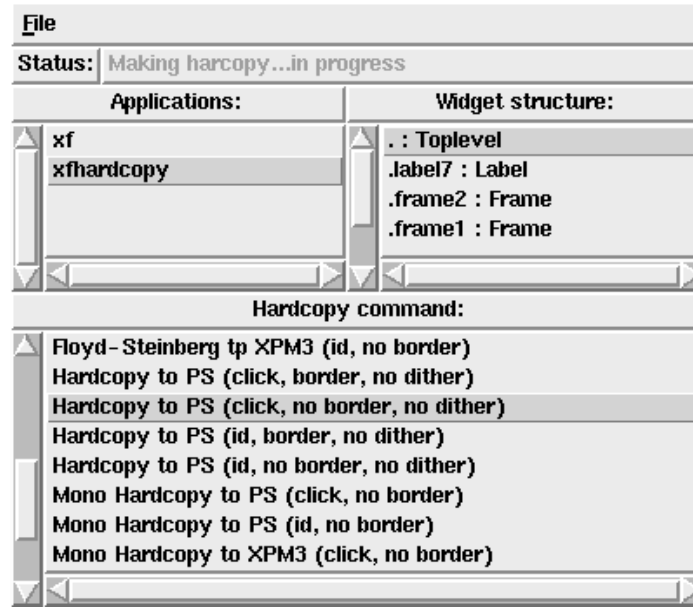 File
Status: Making harcopy...in progress
Applications:
Widget structure:
xf
xfhardcopy
. : Toplevel
.label7 : Label
.frame2 : Frame
.frame1 : Frame
Hardcopy command:
Floyd-Steinberg tp XPM3 (id, no border)
Hardcopy to PS (click, border, no dither)
Hardcopy to PS (click, no border, no dither)
Hardcopy to PS (id, border, no dither)
Hardcopy to PS (id, no border, no dither)
Mono Hardcopy to PS (click, no border)
Mono Hardcopy to PS (id, no border)
Mono Hardcopy to XPM3 (click, no border)